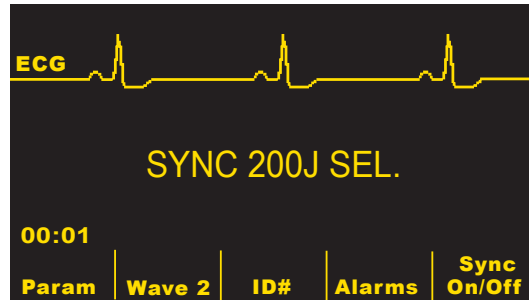 ECG
SYNC 200J SEL.
00:01
Param
Wave 2
ID#
Alarms
Sync
On/Off